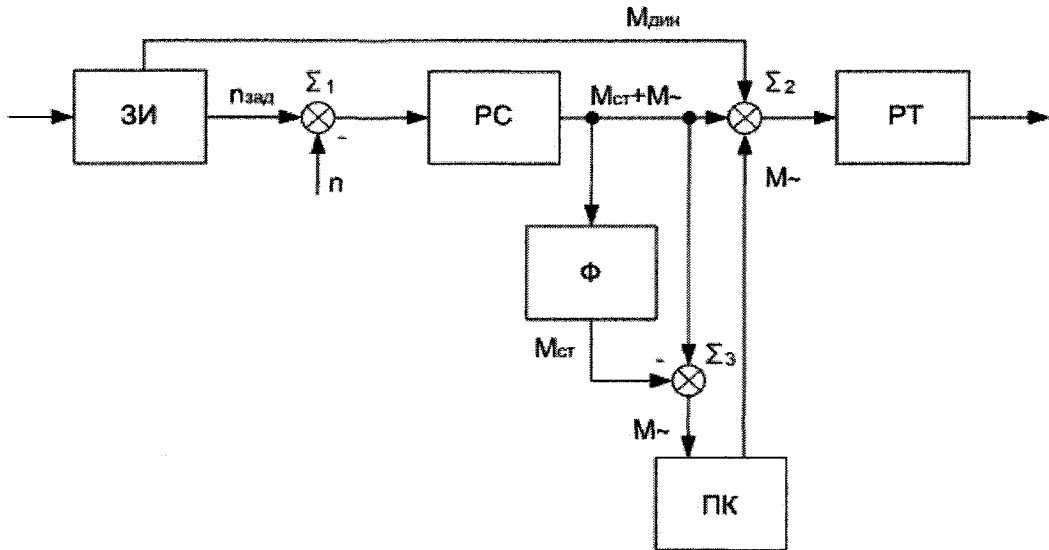 Мдин
ЗИ
nзад
Σ1
-
n
РС
Мст+М~
Σ2
РТ
М~
Ф
Мст
-
Σ3
М~
ПК